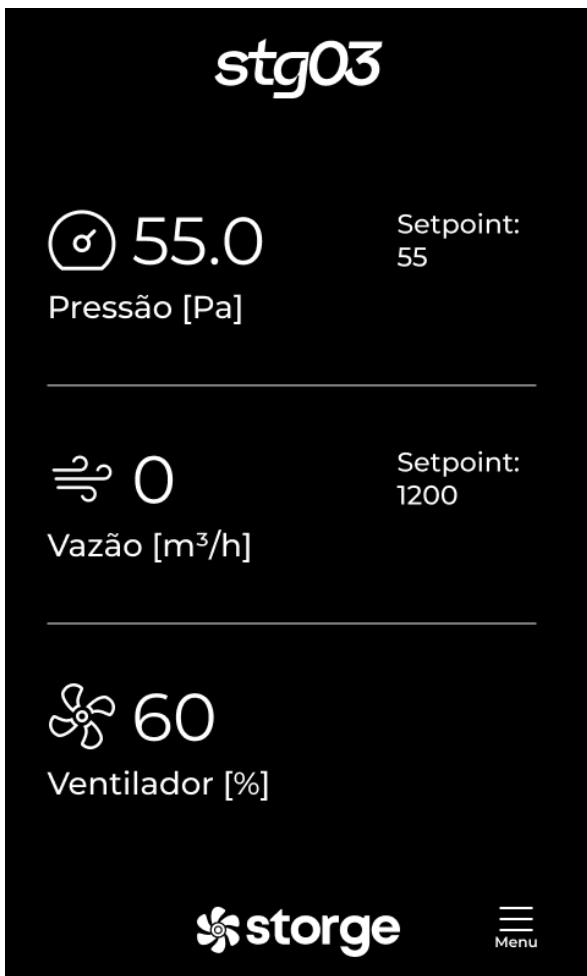 stg03
55.0
Setpoint:
55
Pressão [Pa]
0
Setpoint:
1200
Vazão [m³/h]
60
Ventilador [%]
storge
Menu